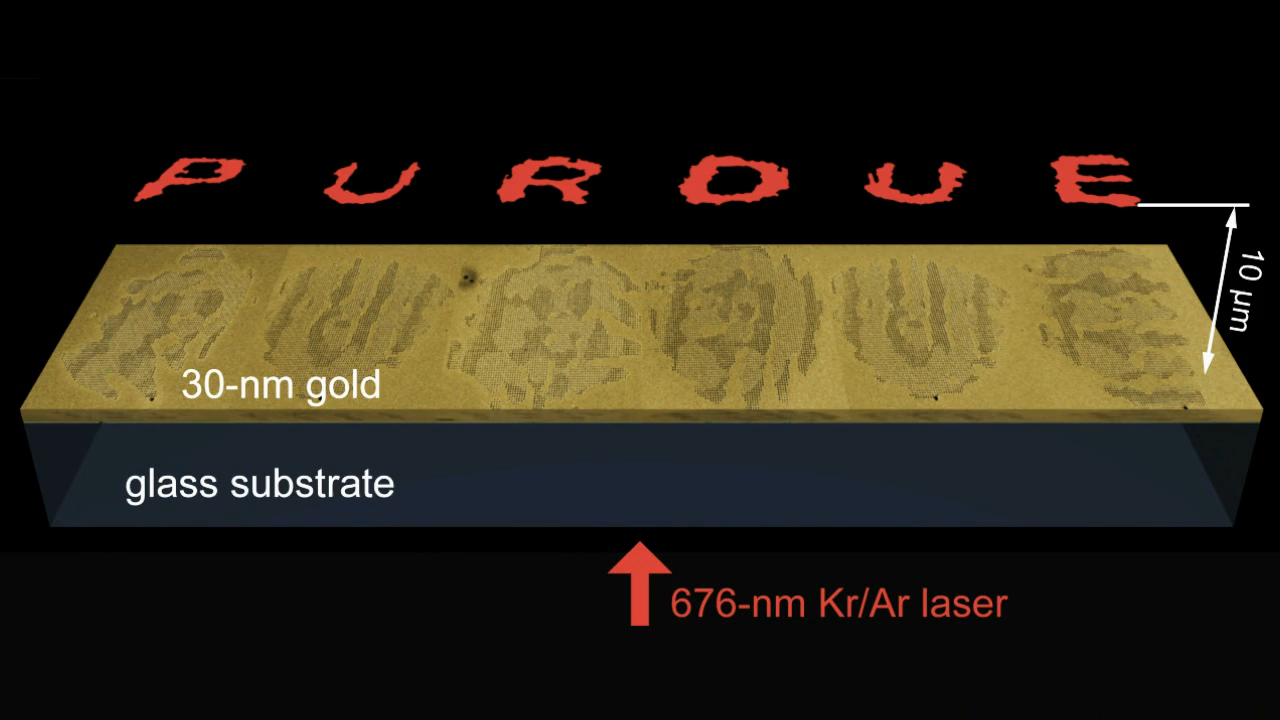 PURDUE
10 µm
30-nm gold
glass substrate
676-nm Kr/Ar laser